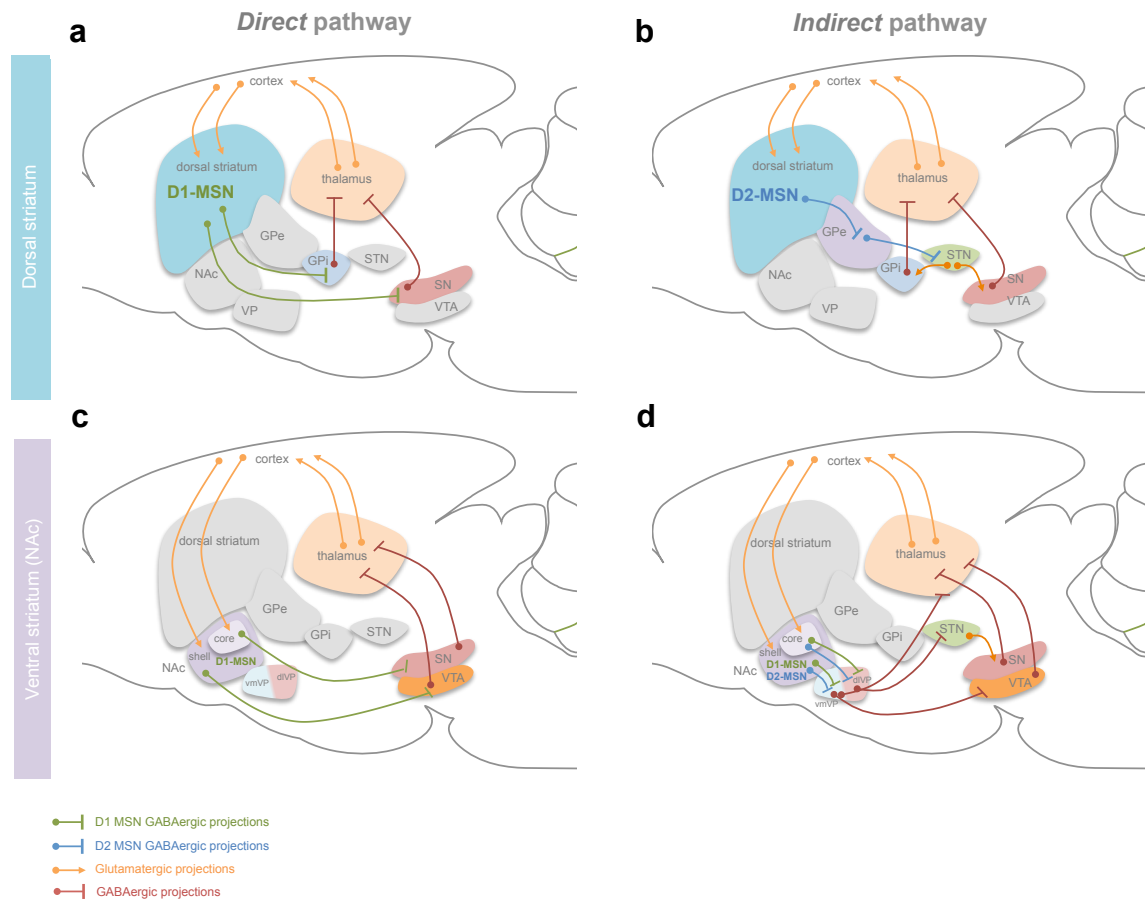 Direct pathway
Indirect pathway
a
b
Dorsal striatum
cortex
dorsal striatum
D1-MSN
thalamus
GPe
GPi
STN
NAc
VP
SN
VTA
cortex
dorsal striatum
D2-MSN
thalamus
GPe
GPi
STN
NAc
VP
SN
VTA
c
d
Ventral striatum (NAc)
cortex
dorsal striatum
thalamus
GPe
GPi
STN
core
shell
D1-MSN
NAc
vmVP
dlVP
SN
VTA
cortex
dorsal striatum
thalamus
GPe
GPi
STN
core
shell
D1-MSN
D2-MSN
NAc
vmVP
dlVP
SN
VTA
D1 MSN GABAergic projections
D2 MSN GABAergic projections
Glutamatergic projections
GABAergic projections